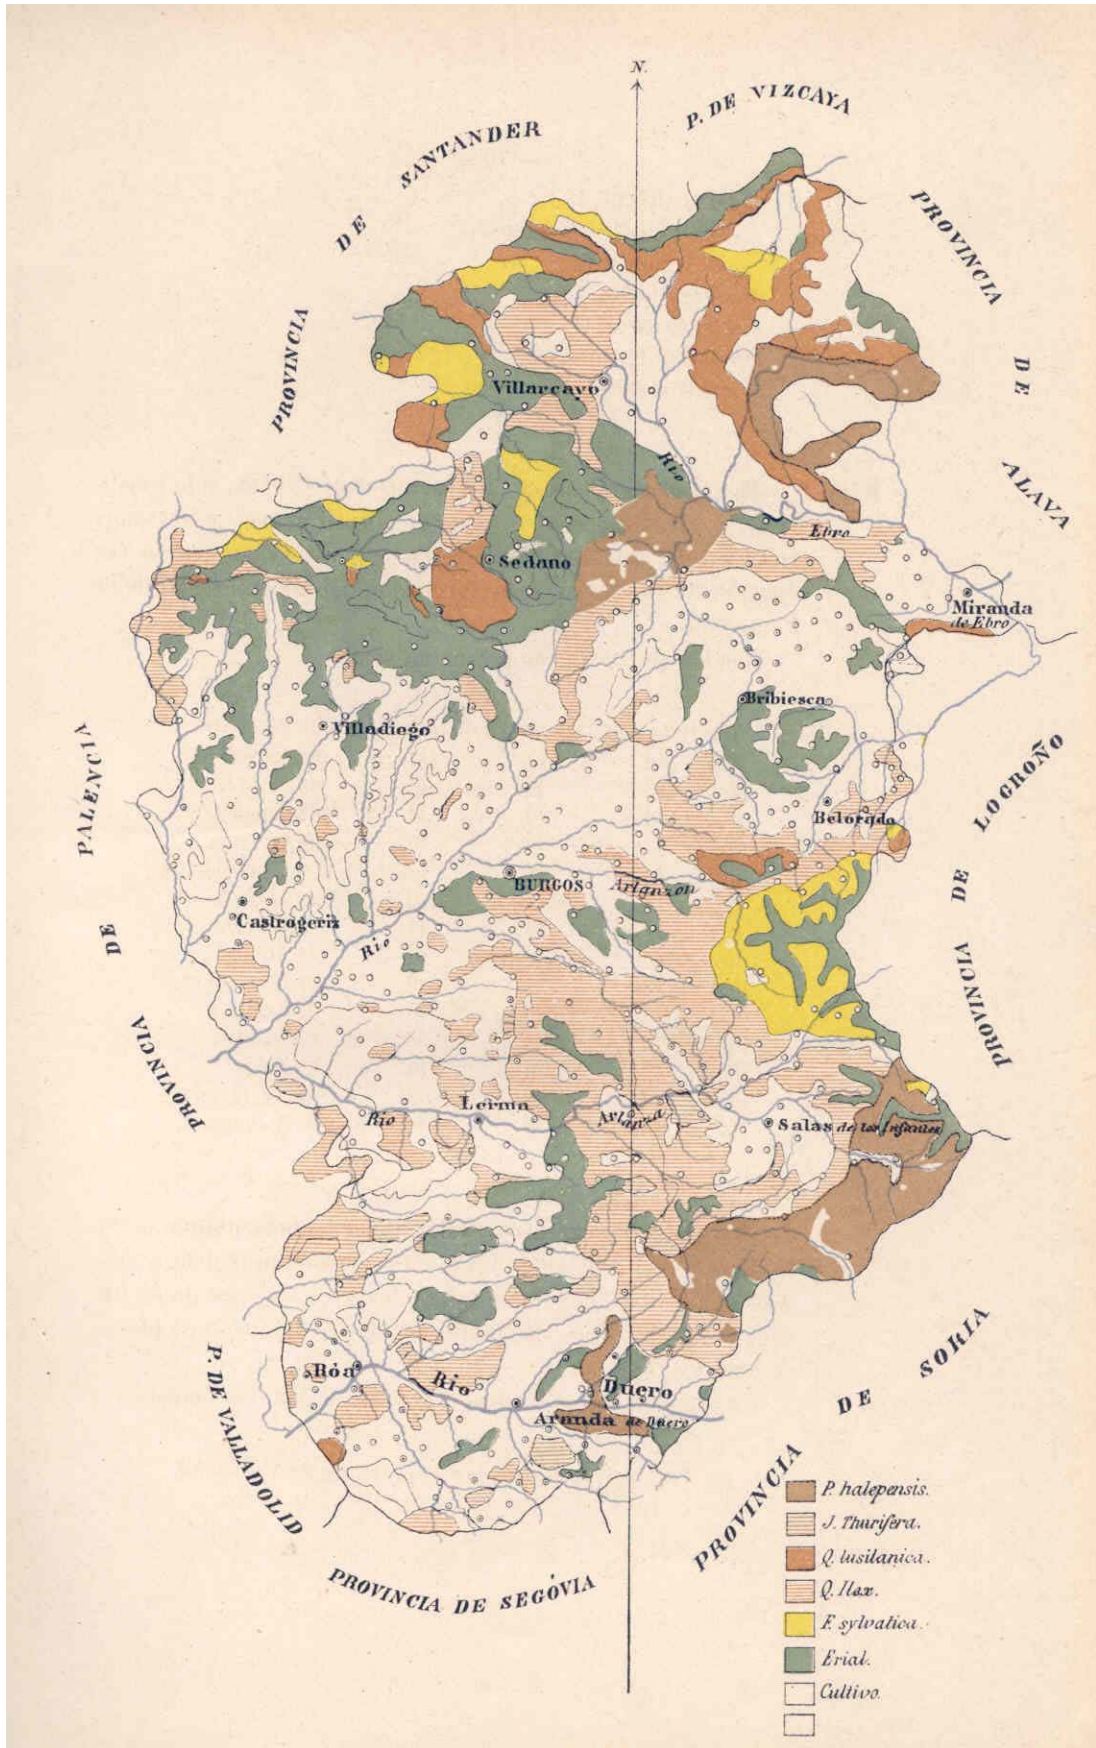 N.
P. DE VIZCAYA
PROVINCIA DE SANTANDER
PROVINCIA DE ALAVA
Villarcayo
Rio
Ebro
Sedano
Miranda
de Ebro
Bribiesca
Villadiego
PROVINCIA DE PALENCIA
PROVINCIA DE LOGROÑO
Belorado
BURGOS
Arlanzon
Castrogeriz
Rio
Lerma
Rio
Arlanza
Salas de los Infantes
Róa
Rio
Duero
Aranda de Duero
P. DE VALLADOLID
PROVINCIA DE SORIA
PROVINCIA DE SEGÓVIA
P. halepensis.
J. Thurifera.
Q. lusitanica.
Q. Ilex.
F. sylvatica.
Erial.
Cultivo.